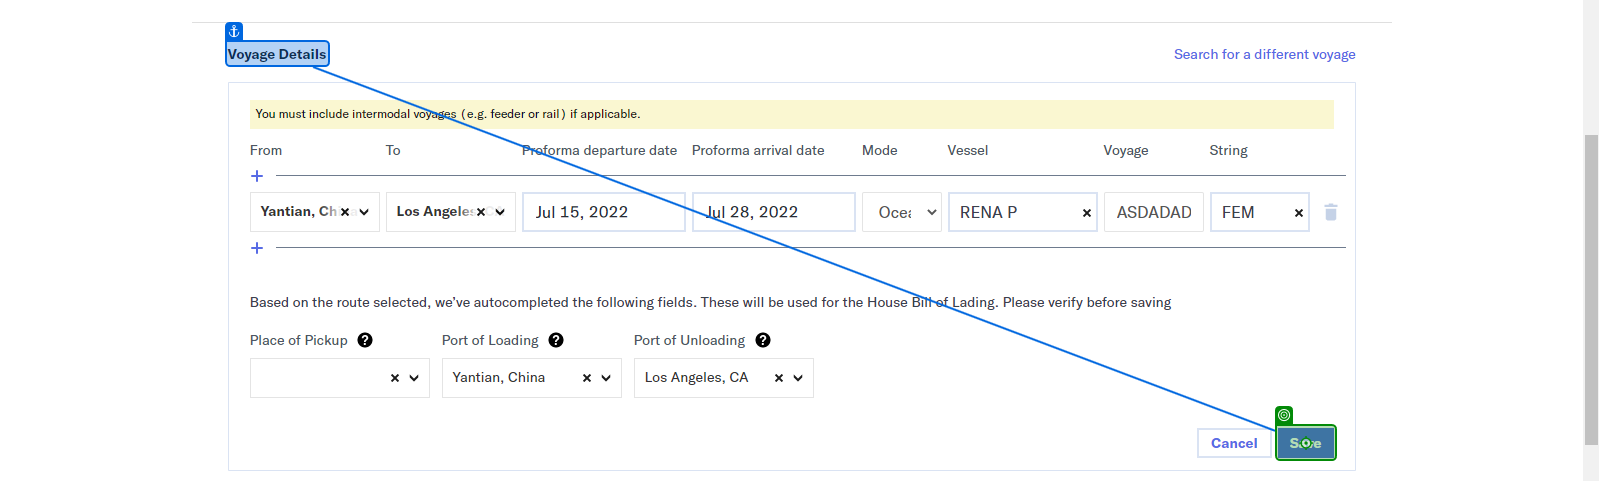 Voyage Details
Search for a different voyage
You must include intermodal voyages (e.g. feeder or rail) if applicable.
From To Proforma departure date Proforma arrival date Mode Vessel Voyage String
Yantian, Chi Los Angeles Jul 15, 2022 Jul 28, 2022 Ocea RENA P ASDADAD FEM
Based on the route selected, we've autocompleted the following fields. These will be used for the House Bill of Lading. Please verify before saving
Place of Pickup Port of Loading Port of Unloading
Yantian, China Los Angeles, CA
Cancel Save